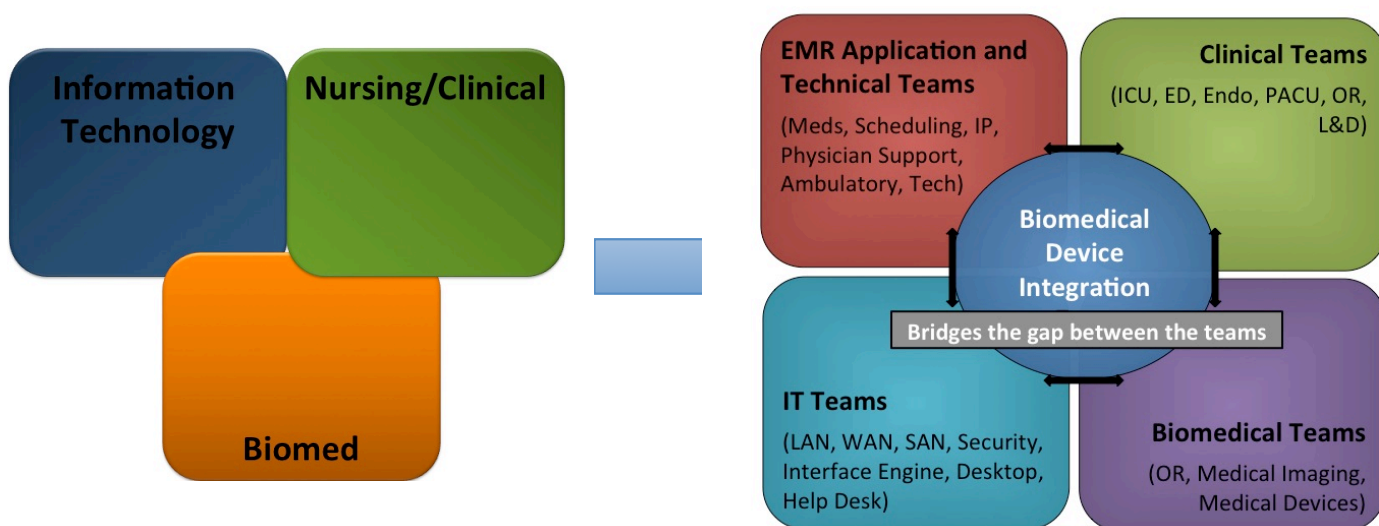 Information
Technology
Nursing/Clinical
Biomed
EMR Application and
Technical Teams
(Meds, Scheduling, IP,
Physician Support,
Ambulatory, Tech)
Clinical Teams
(ICU, ED, Endo, PACU, OR,
L&D)
Biomedical
Device
Integration
Bridges the gap between the teams
IT Teams
(LAN, WAN, SAN, Security,
Interface Engine, Desktop,
Help Desk)
Biomedical Teams
(OR, Medical Imaging,
Medical Devices)